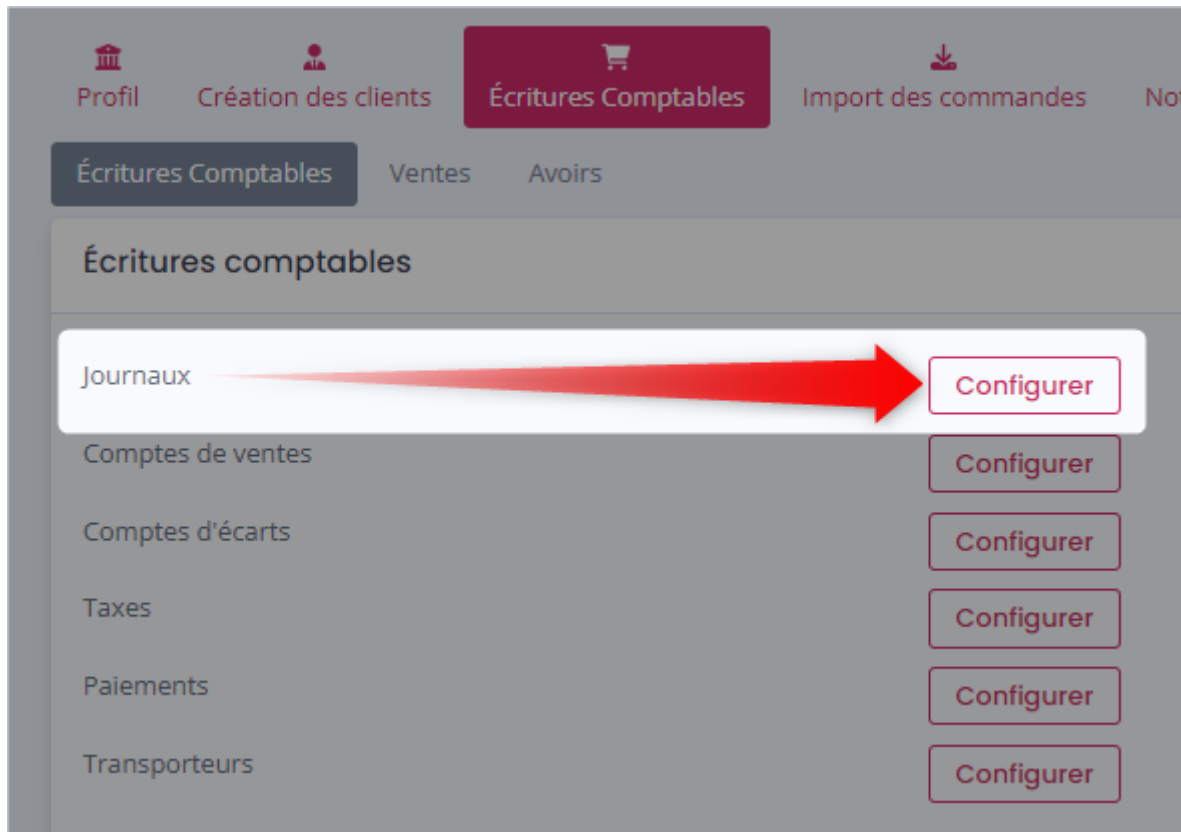 Profil Création des clients Écritures Comptables Import des commandes
Écritures Comptables Ventes Avoirs
Écritures comptables
Journaux Configurer
Comptes de ventes Configurer
Comptes d'écarts Configurer
Taxes Configurer
Paiements Configurer
Transporteurs Configurer